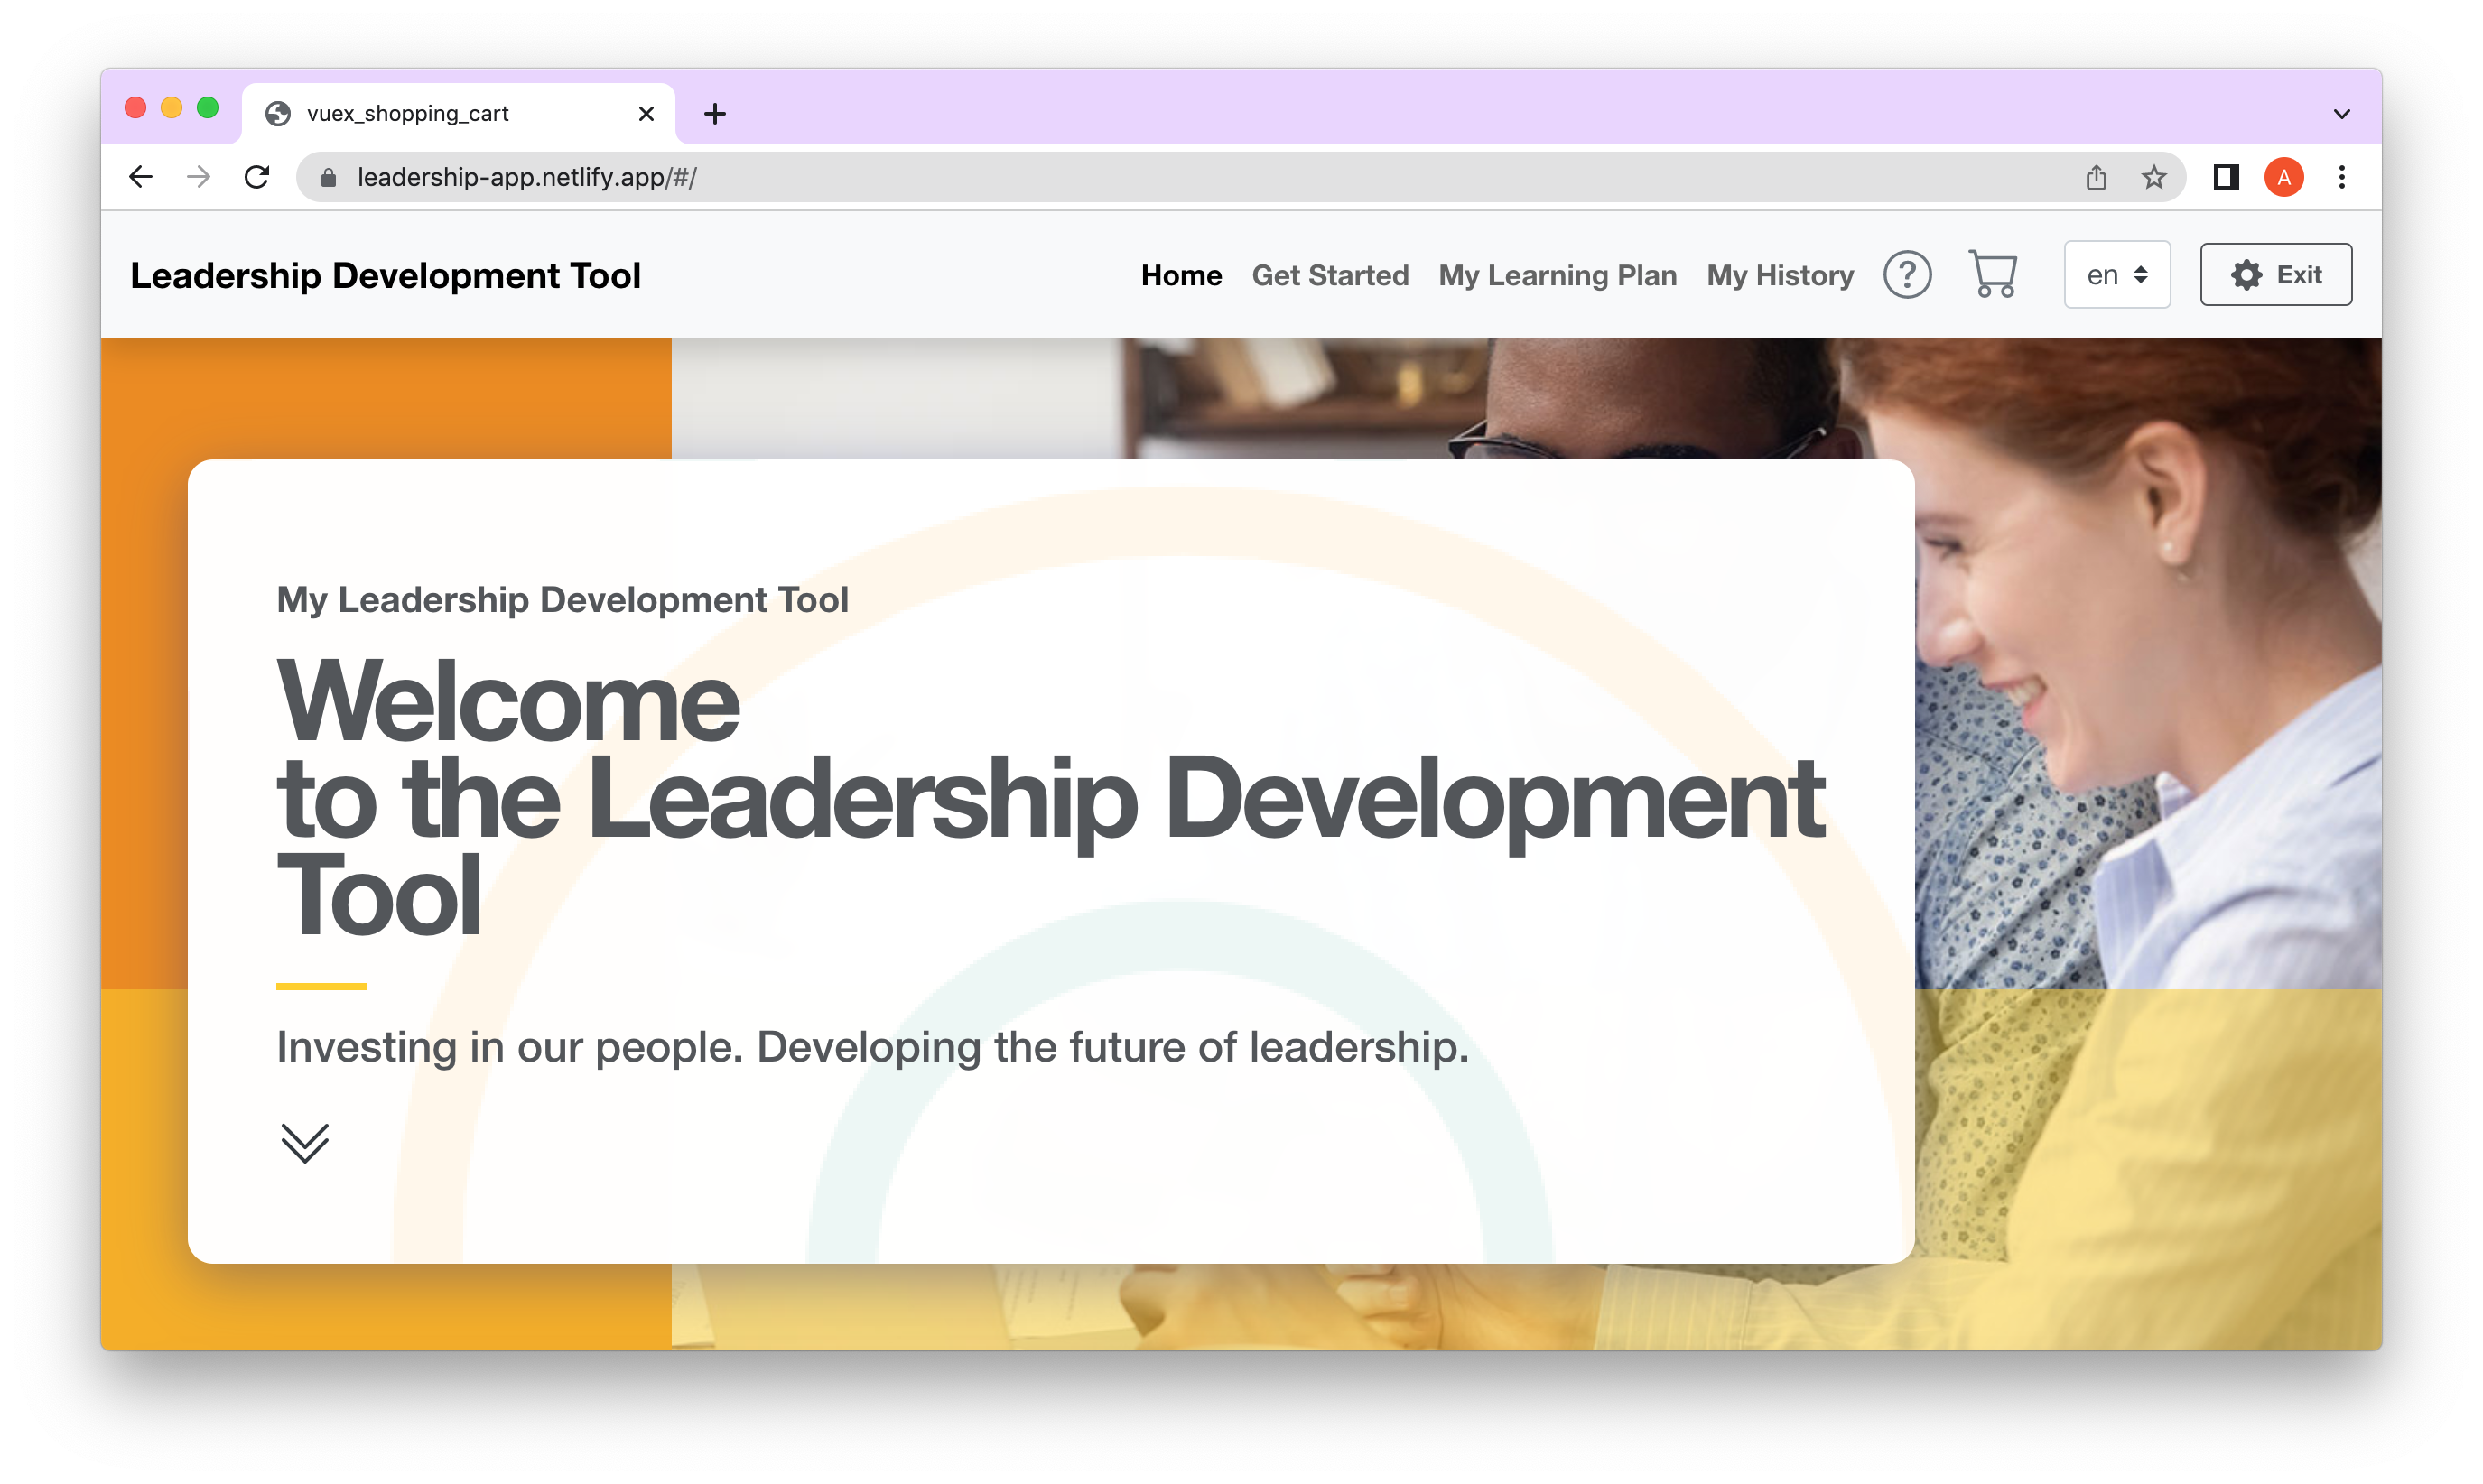 vuex_shopping_cart
leadership-app.netlify.app/#/
A
Leadership Development Tool
Home Get Started My Learning Plan My History ? en Exit
My Leadership Development Tool
Welcome
to the Leadership Development
Tool
Investing in our people. Developing the future of leadership.